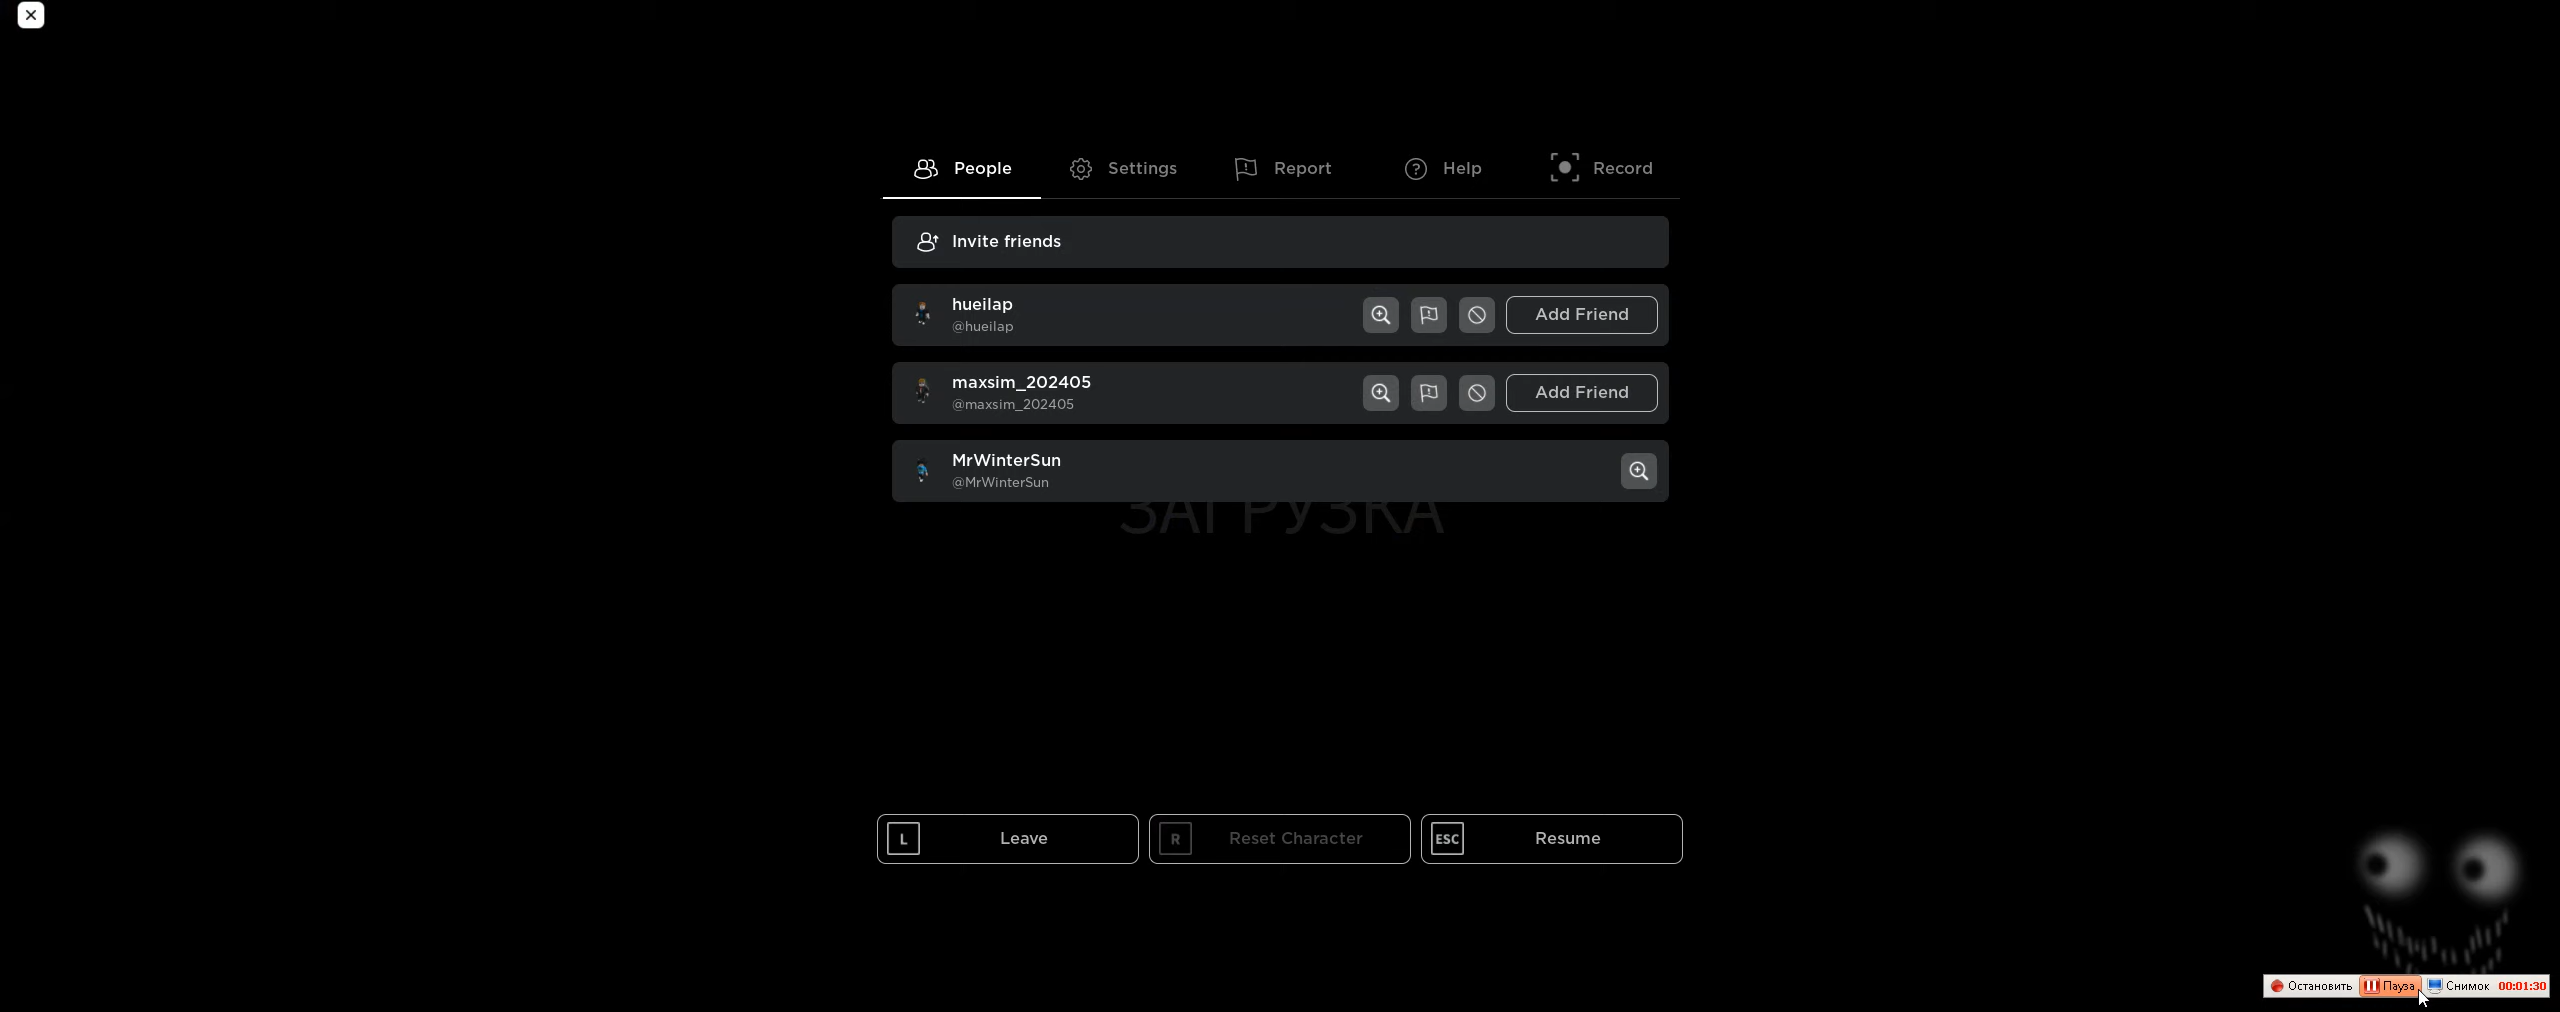 People
Settings
Report
Help
Record
Invite friends
hueilap
@hueilap
Add Friend
maxsim_202405
@maxsim_202405
Add Friend
MrWinterSun
@MrWinterSun
ЗАГРУЗКА
L
Leave
R
Reset Character
ESC
Resume
Остановить
Пауза
Снимок
00:01:30